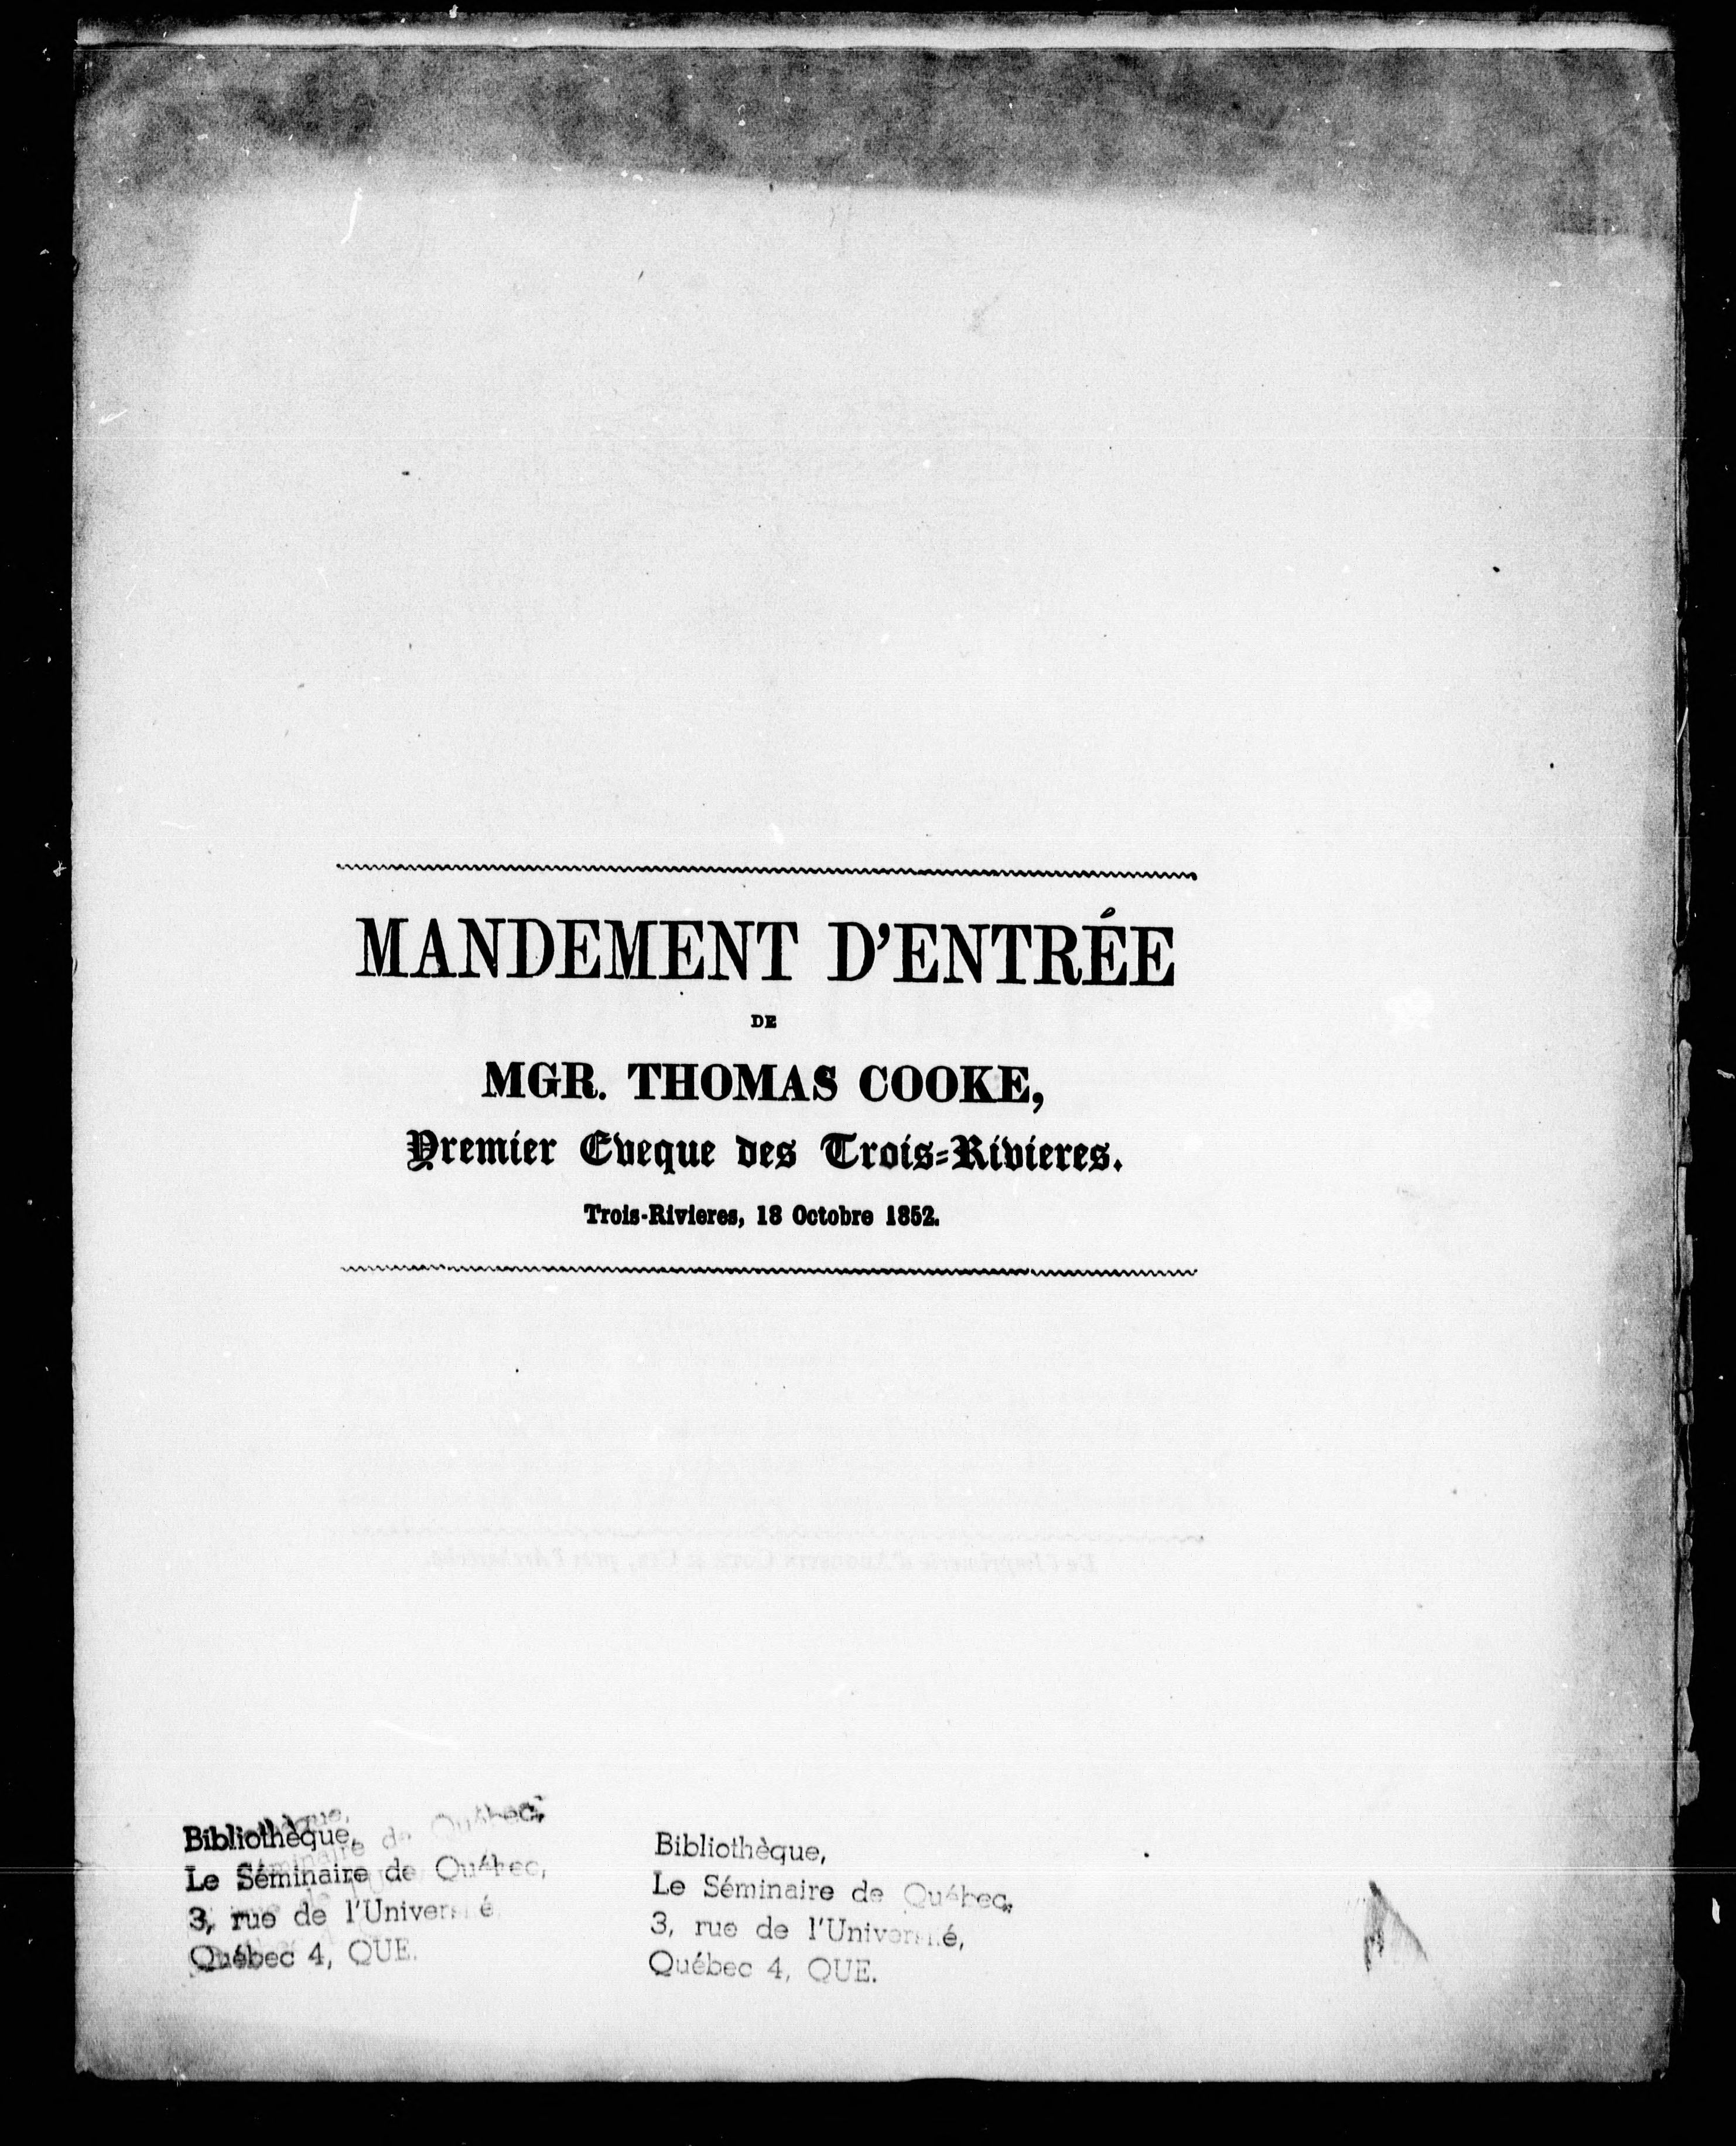 MANDEMENT D'ENTRÉE
DE
MGR. THOMAS COOKE,
Premier Eveque des Trois-Rivieres.
Trois-Rivieres, 18 Octobre 1852.
Bibliothèque,
Le Séminaire de Québec,
3, rue de l'Université,
Québec 4, QUE.
Bibliothèque,
Le Séminaire de Québec,
3, rue de l'Université,
Québec 4, QUE.